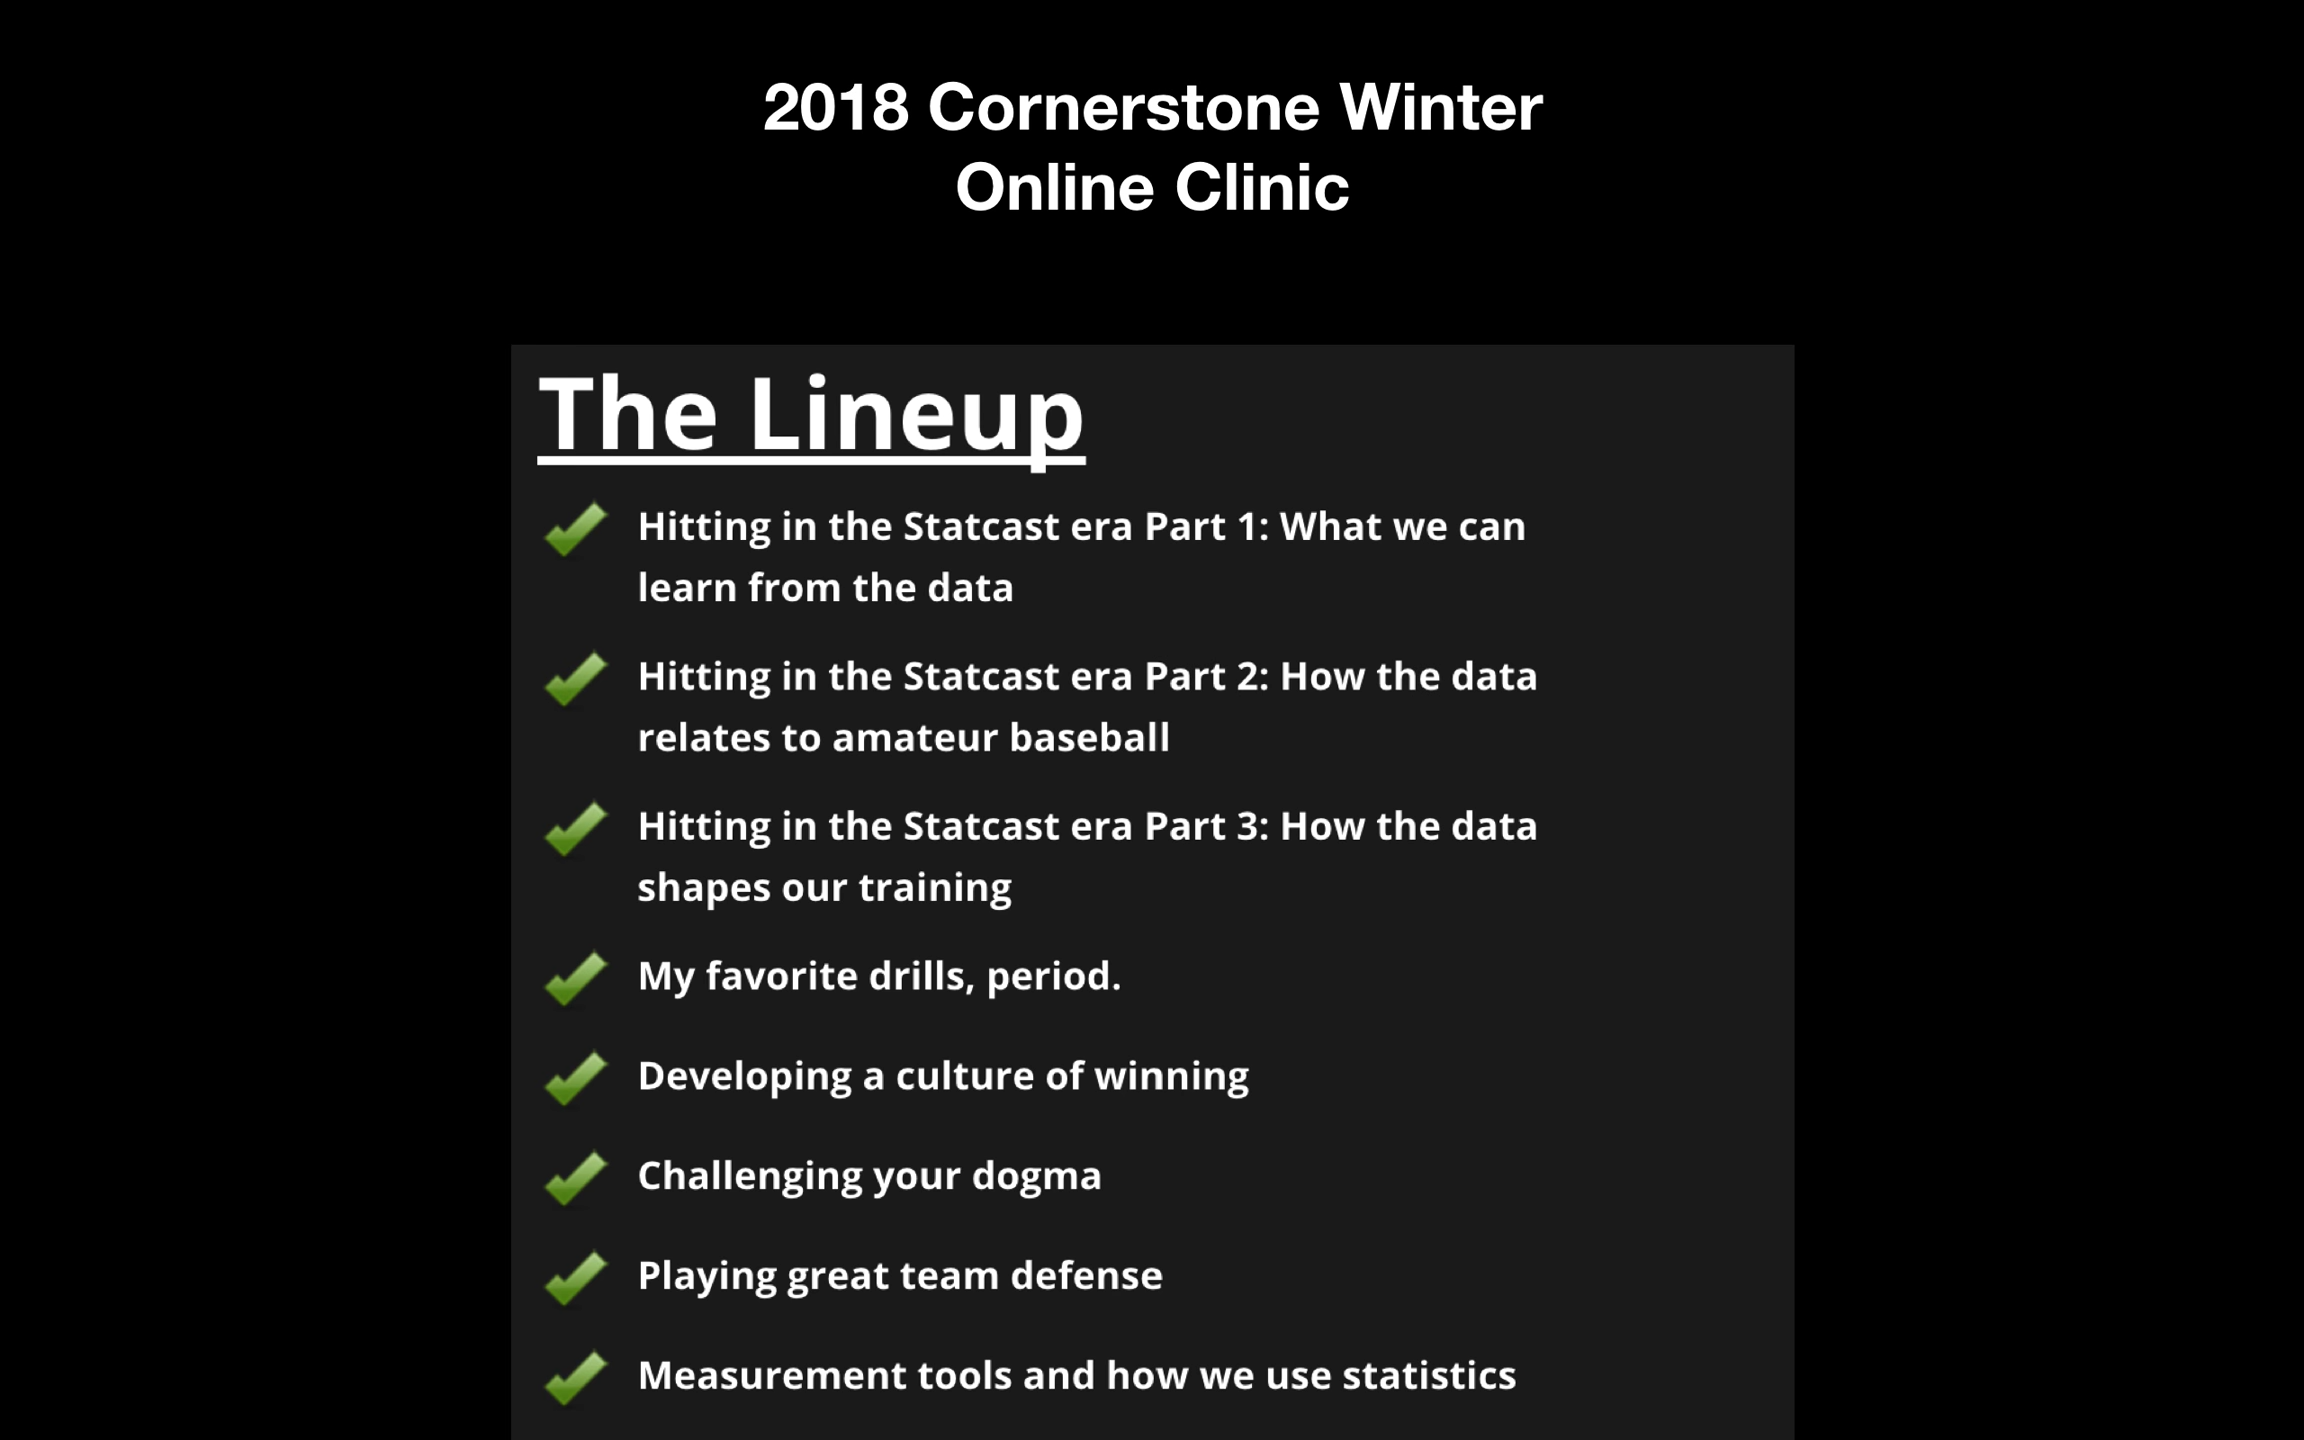 2018 Cornerstone Winter
Online Clinic
The Lineup
Hitting in the Statcast era Part 1: What we can
learn from the data
Hitting in the Statcast era Part 2: How the data
relates to amateur baseball
Hitting in the Statcast era Part 3: How the data
shapes our training
My favorite drills, period.
Developing a culture of winning
Challenging your dogma
Playing great team defense
Measurement tools and how we use statistics